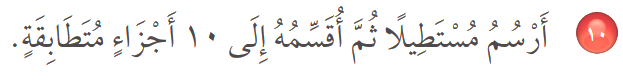 ١٠ أَرْسُمُ مُسْتَطِيلًا ثُمَّ أُقَسِّمُهُ إِلَى ١٠ أَجْزَاءٍ مُتَطَابِقَةٍ.